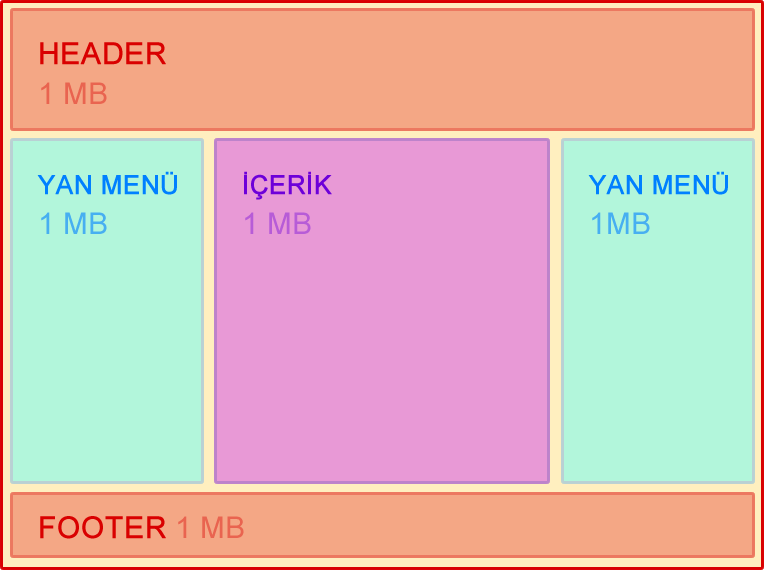 HEADER
1 MB
YAN MENÜ
1 MB
İÇERİK
1 MB
YAN MENÜ
1MB
FOOTER 1 MB